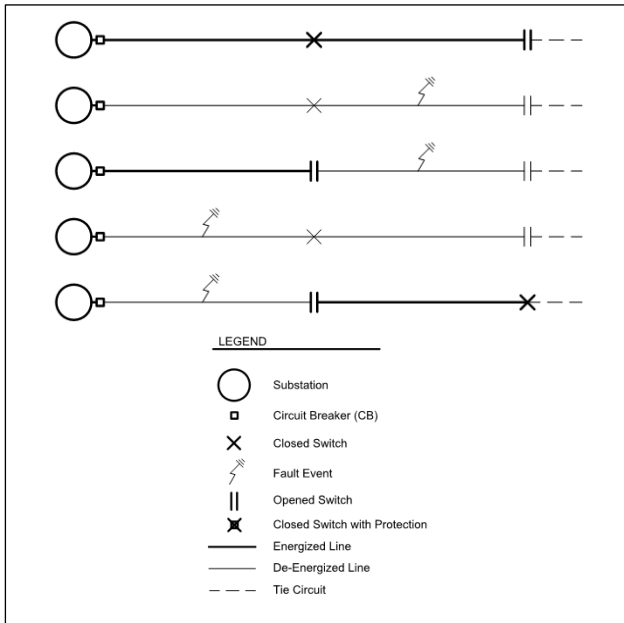 LEGEND
Substation
Circuit Breaker (CB)
Closed Switch
Fault Event
Opened Switch
Closed Switch with Protection
Energized Line
De-Energized Line
Tie Circuit